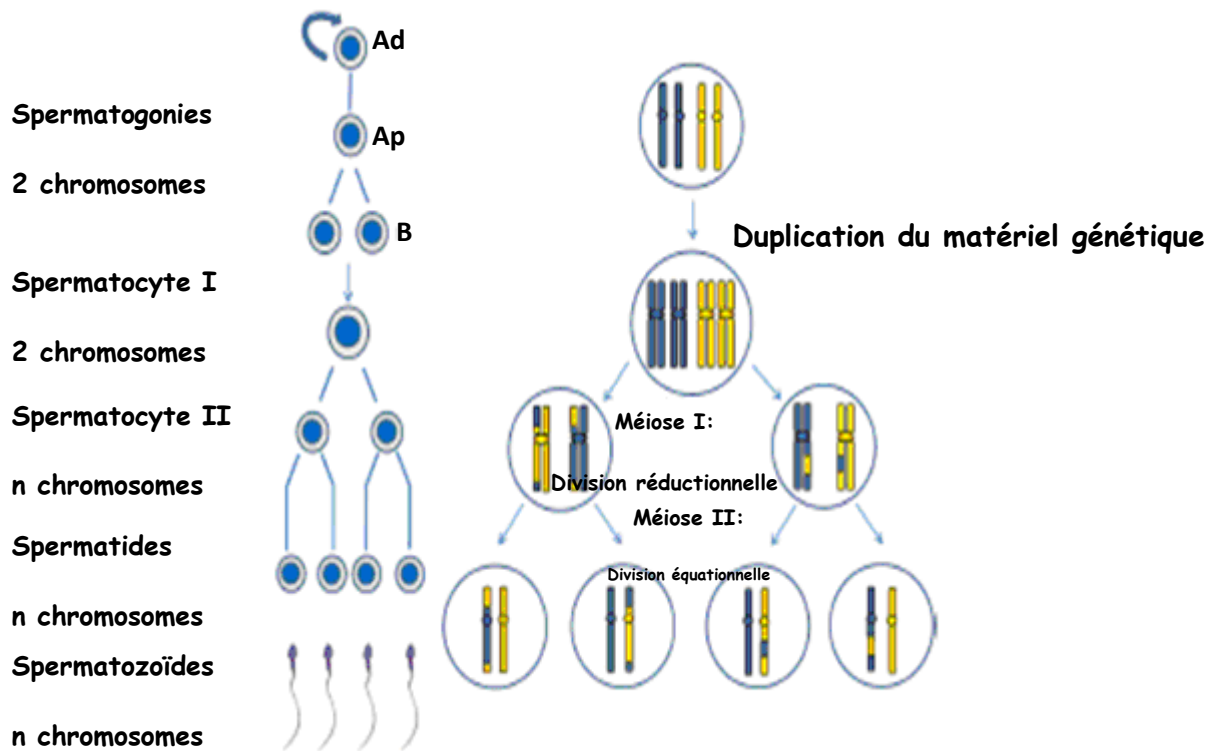 Ad
Spermatogonies
Ap
2 chromosomes
B
Duplication du matériel génétique
Spermatocyte I
2 chromosomes
Spermatocyte II
Méiose I:
n chromosomes
Division réductionnelle
Méiose II:
Spermatides
Division équationnelle
n chromosomes
Spermatozoïdes
n chromosomes